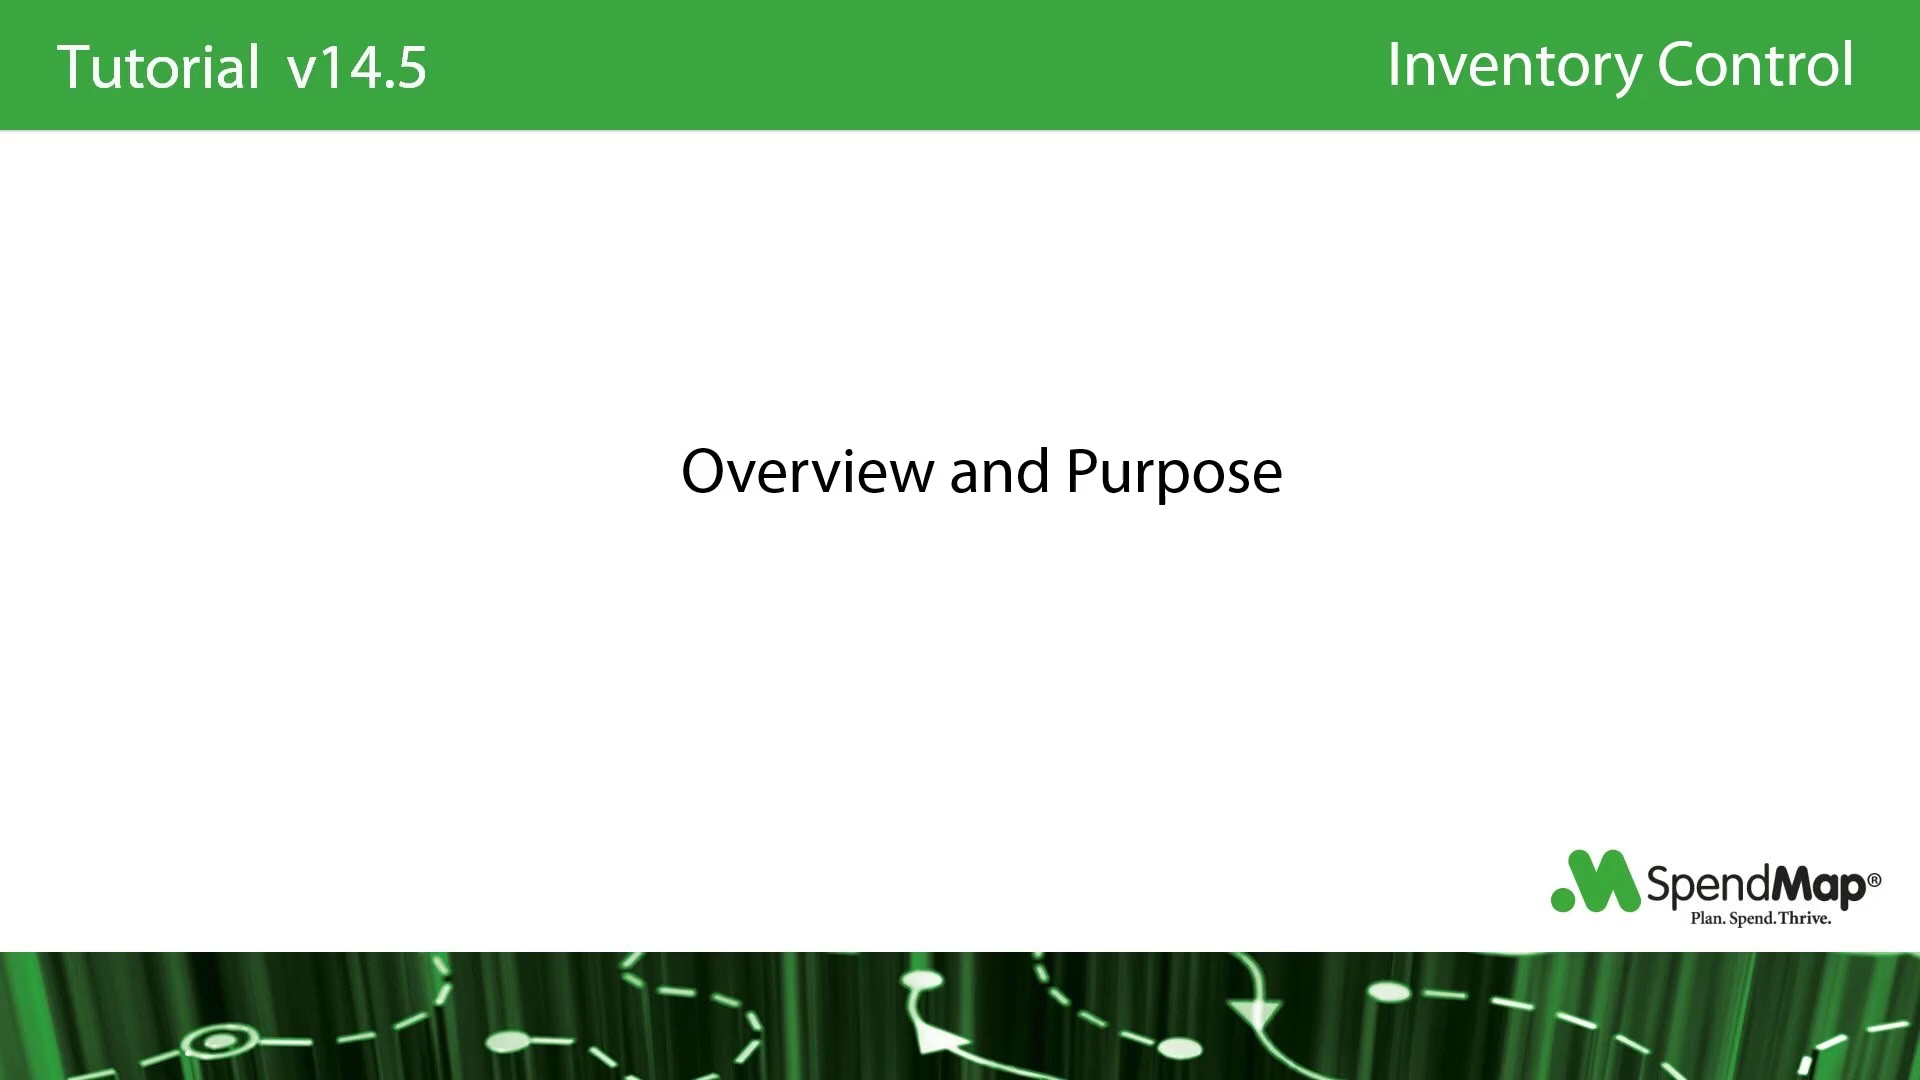 Tutorial v14.5
Inventory Control
Overview and Purpose
SpendMap®
Plan. Spend. Thrive.